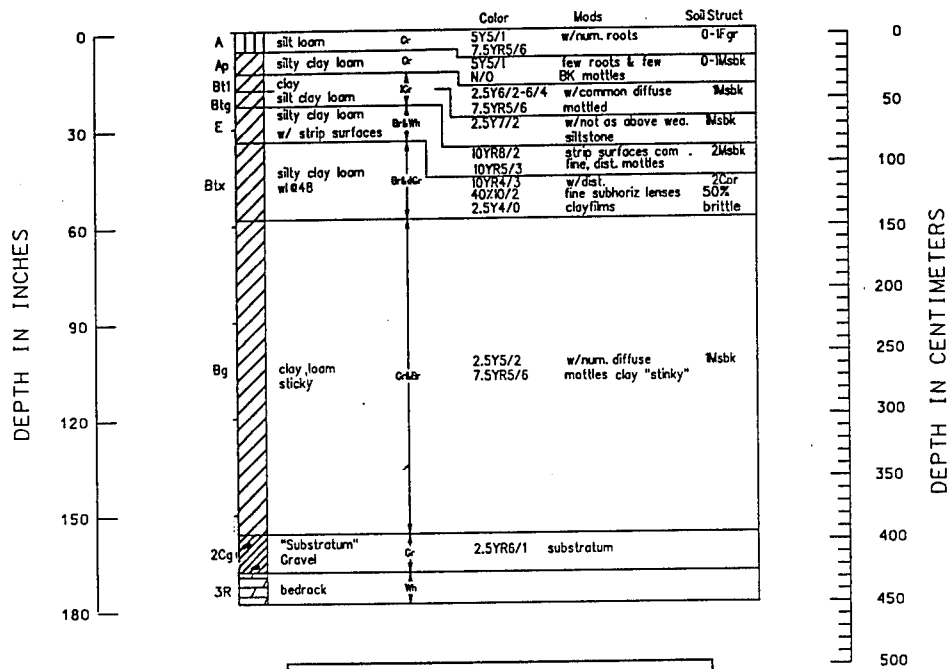 Color Mods Soil Struct
0 0
A silt loam Gr 5Y5/1 w/num. roots 0-1Fgr
7.5YR5/6
Ap silty clay loam Gr 5Y5/1 few roots & few 0-1Msbk
N/0 BK mottles
Bt1 clay 2.5Y6/2-6/4 w/common diffuse 1Msbk
50
Btg silt clay loam 7.5YR5/6 mottled
E silty clay loam Br&Wh 2.5Y7/2 w/not as above wea.
w/ strip surfaces siltstone
30
10YR8/2 strip surfaces com. 2Msbk
10YR5/3 fine, dist. mottles
100
Btx silty clay loam Br&dGr 10YR4/3 w/dist. 2Cpr
wl@48 fine subhoriz lenses 50%
2.5Y4/0 clayfilms brittle
60 150
200
90
250
Bg clay,loam Gr&Br 2.5Y5/2 w/num. diffuse 1Msbk
sticky 7.5YR5/6 mottles clay "stinky"
300
120
350
150
2Cg "Substratum" Gr 2.5YR6/1 substratum
400
Gravel
3R bedrock Wh
180 450
500
DEPTH IN INCHES
DEPTH IN CENTIMETERS